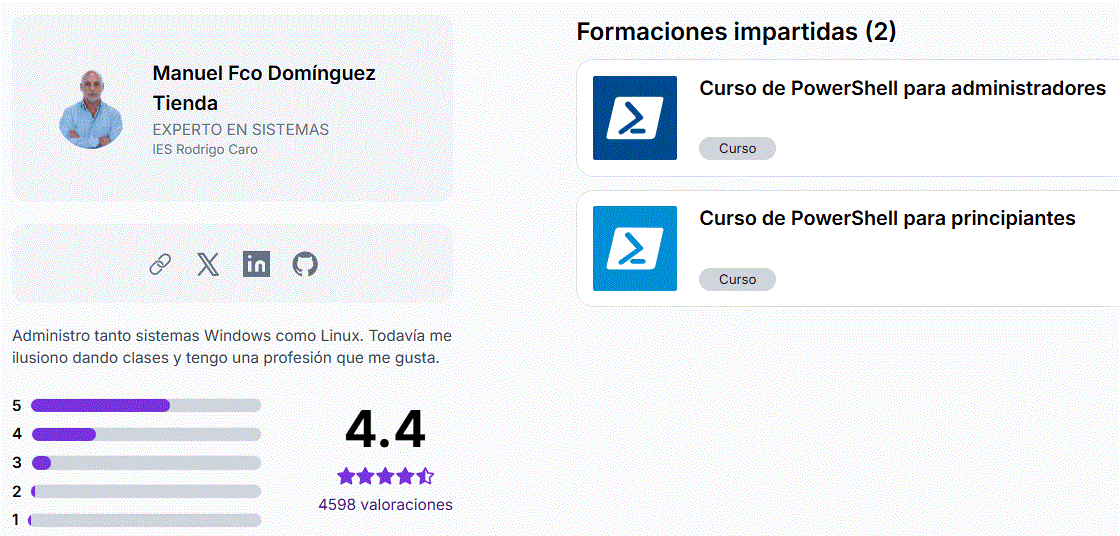 Manuel Fco Domínguez
Tienda
EXPERTO EN SISTEMAS
IES Rodrigo Caro
Administro tanto sistemas Windows como Linux. Todavía me
ilusiono dando clases y tengo una profesión que me gusta.
5
4
3
2
1
4.4
4598 valoraciones
Formaciones impartidas (2)
Curso de PowerShell para administradores
Curso
Curso de PowerShell para principiantes
Curso